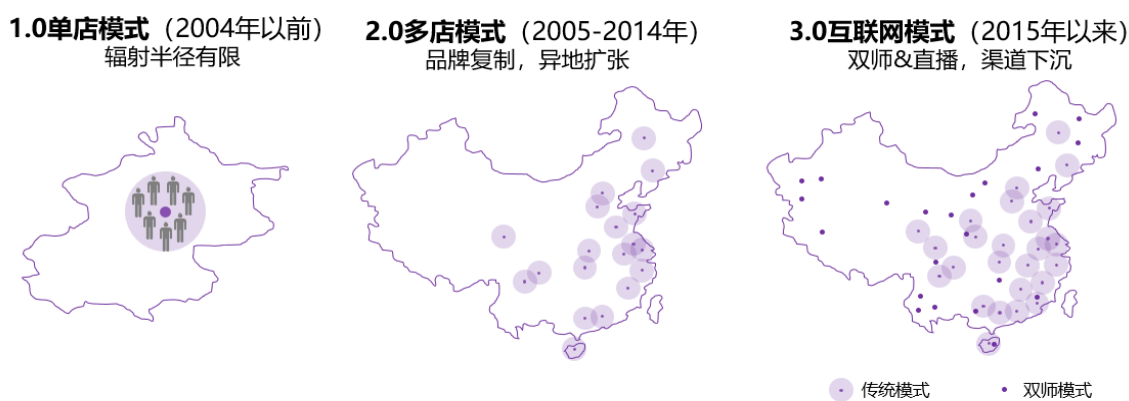 1.0单店模式（2004年以前）
辐射半径有限
2.0多店模式（2005-2014年）
品牌复制，异地扩张
3.0互联网模式（2015年以来）
双师&直播，渠道下沉
传统模式
双师模式